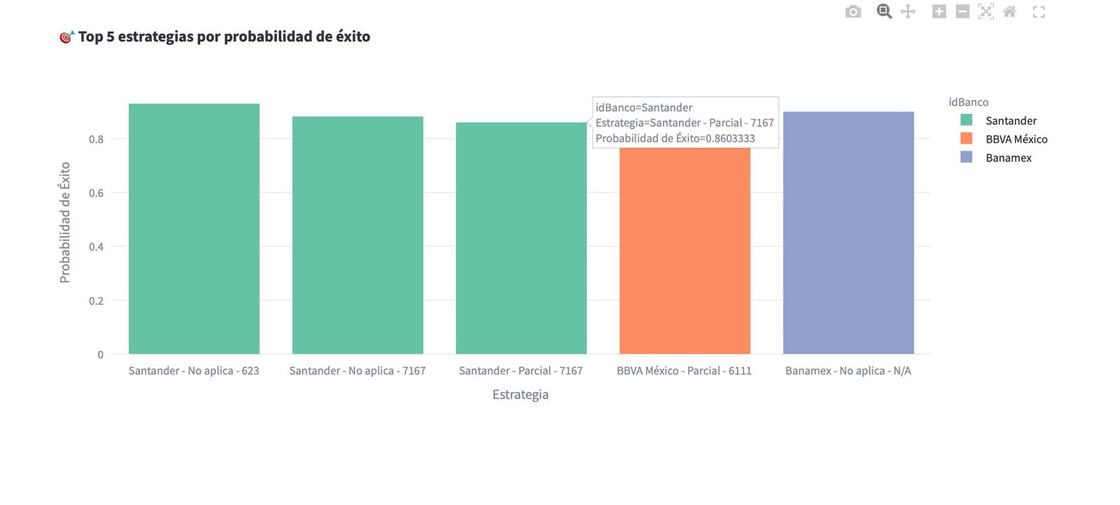 🎯 Top 5 estrategias por probabilidad de éxito
idBanco
Santander
BBVA México
Banamex
idBanco=Santander
Estrategia=Santander - Parcial - 7167
Probabilidad de Éxito=0.8603333
Probabilidad de Éxito
0.8
0.6
0.4
0.2
0
Santander - No aplica - 623
Santander - No aplica - 7167
Santander - Parcial - 7167
BBVA México - Parcial - 6111
Banamex - No aplica - N/A
Estrategia